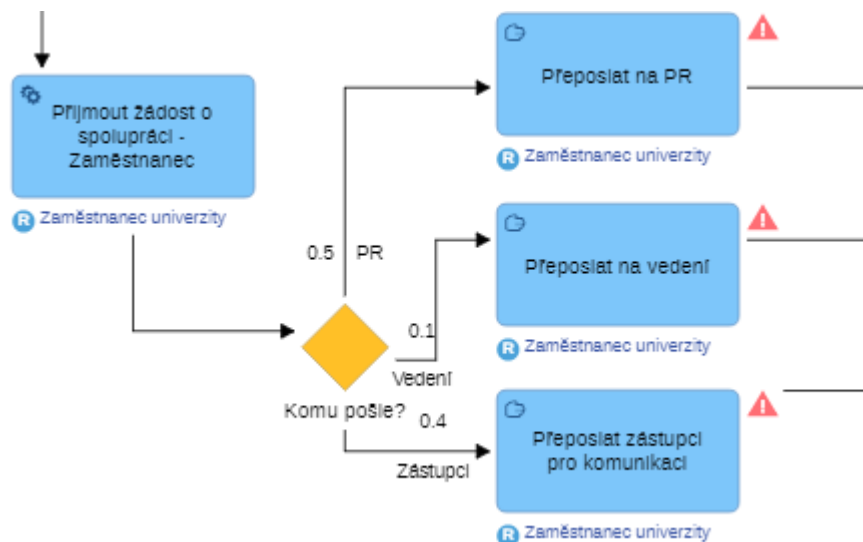 Přeposlat na PR
R Zaměstnanec univerzity
Přijmout žádost o
spolupráci -
Zaměstnanec
R Zaměstnanec univerzity
0.5 PR
Přeposlat na vedení
R Zaměstnanec univerzity
0.1
Vedení
Komu pošle?
0.4
Zástupci
Přeposlat zástupci
pro komunikaci
R Zaměstnanec univerzity